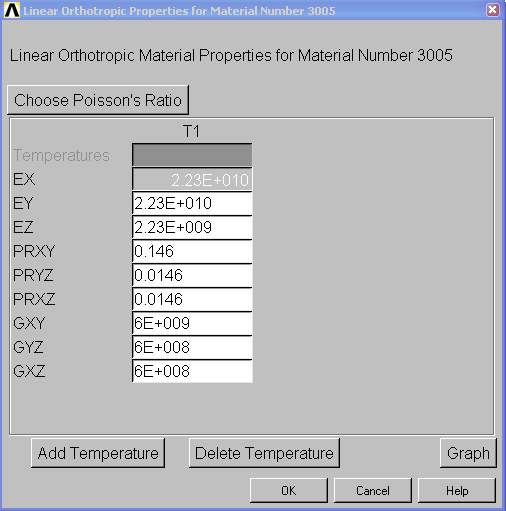 Linear Orthotropic Properties for Material Number 3005
Linear Orthotropic Material Properties for Material Number 3005
Choose Poisson's Ratio
T1
Temperatures
EX 2.23E+010
EY 2.23E+010
EZ 2.23E+009
PRXY 0.146
PRYZ 0.0146
PRXZ 0.0146
GXY 6E+009
GYZ 6E+008
GXZ 6E+008
Add Temperature Delete Temperature Graph
OK Cancel Help